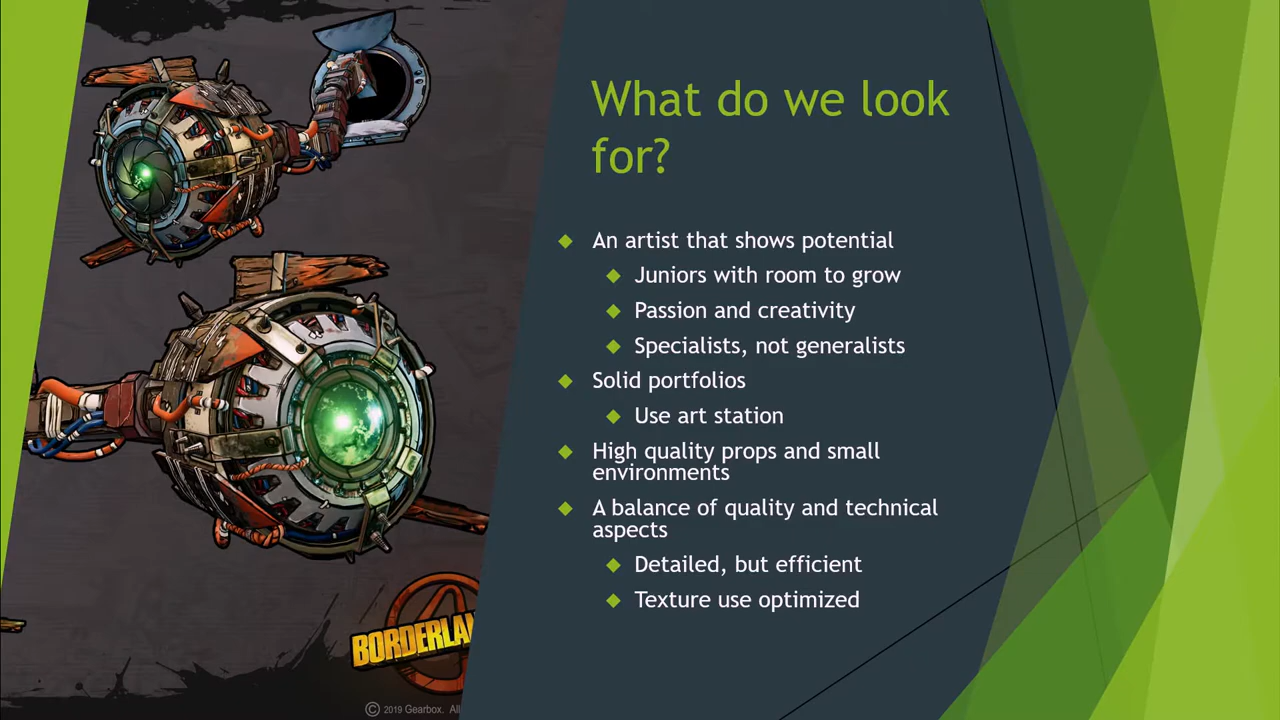 What do we look
for?
An artist that shows potential
Juniors with room to grow
Passion and creativity
Specialists, not generalists
Solid portfolios
Use art station
High quality props and small
environments
A balance of quality and technical
aspects
Detailed, but efficient
Texture use optimized
BORDERLAN
© 2019 Gearbox. All